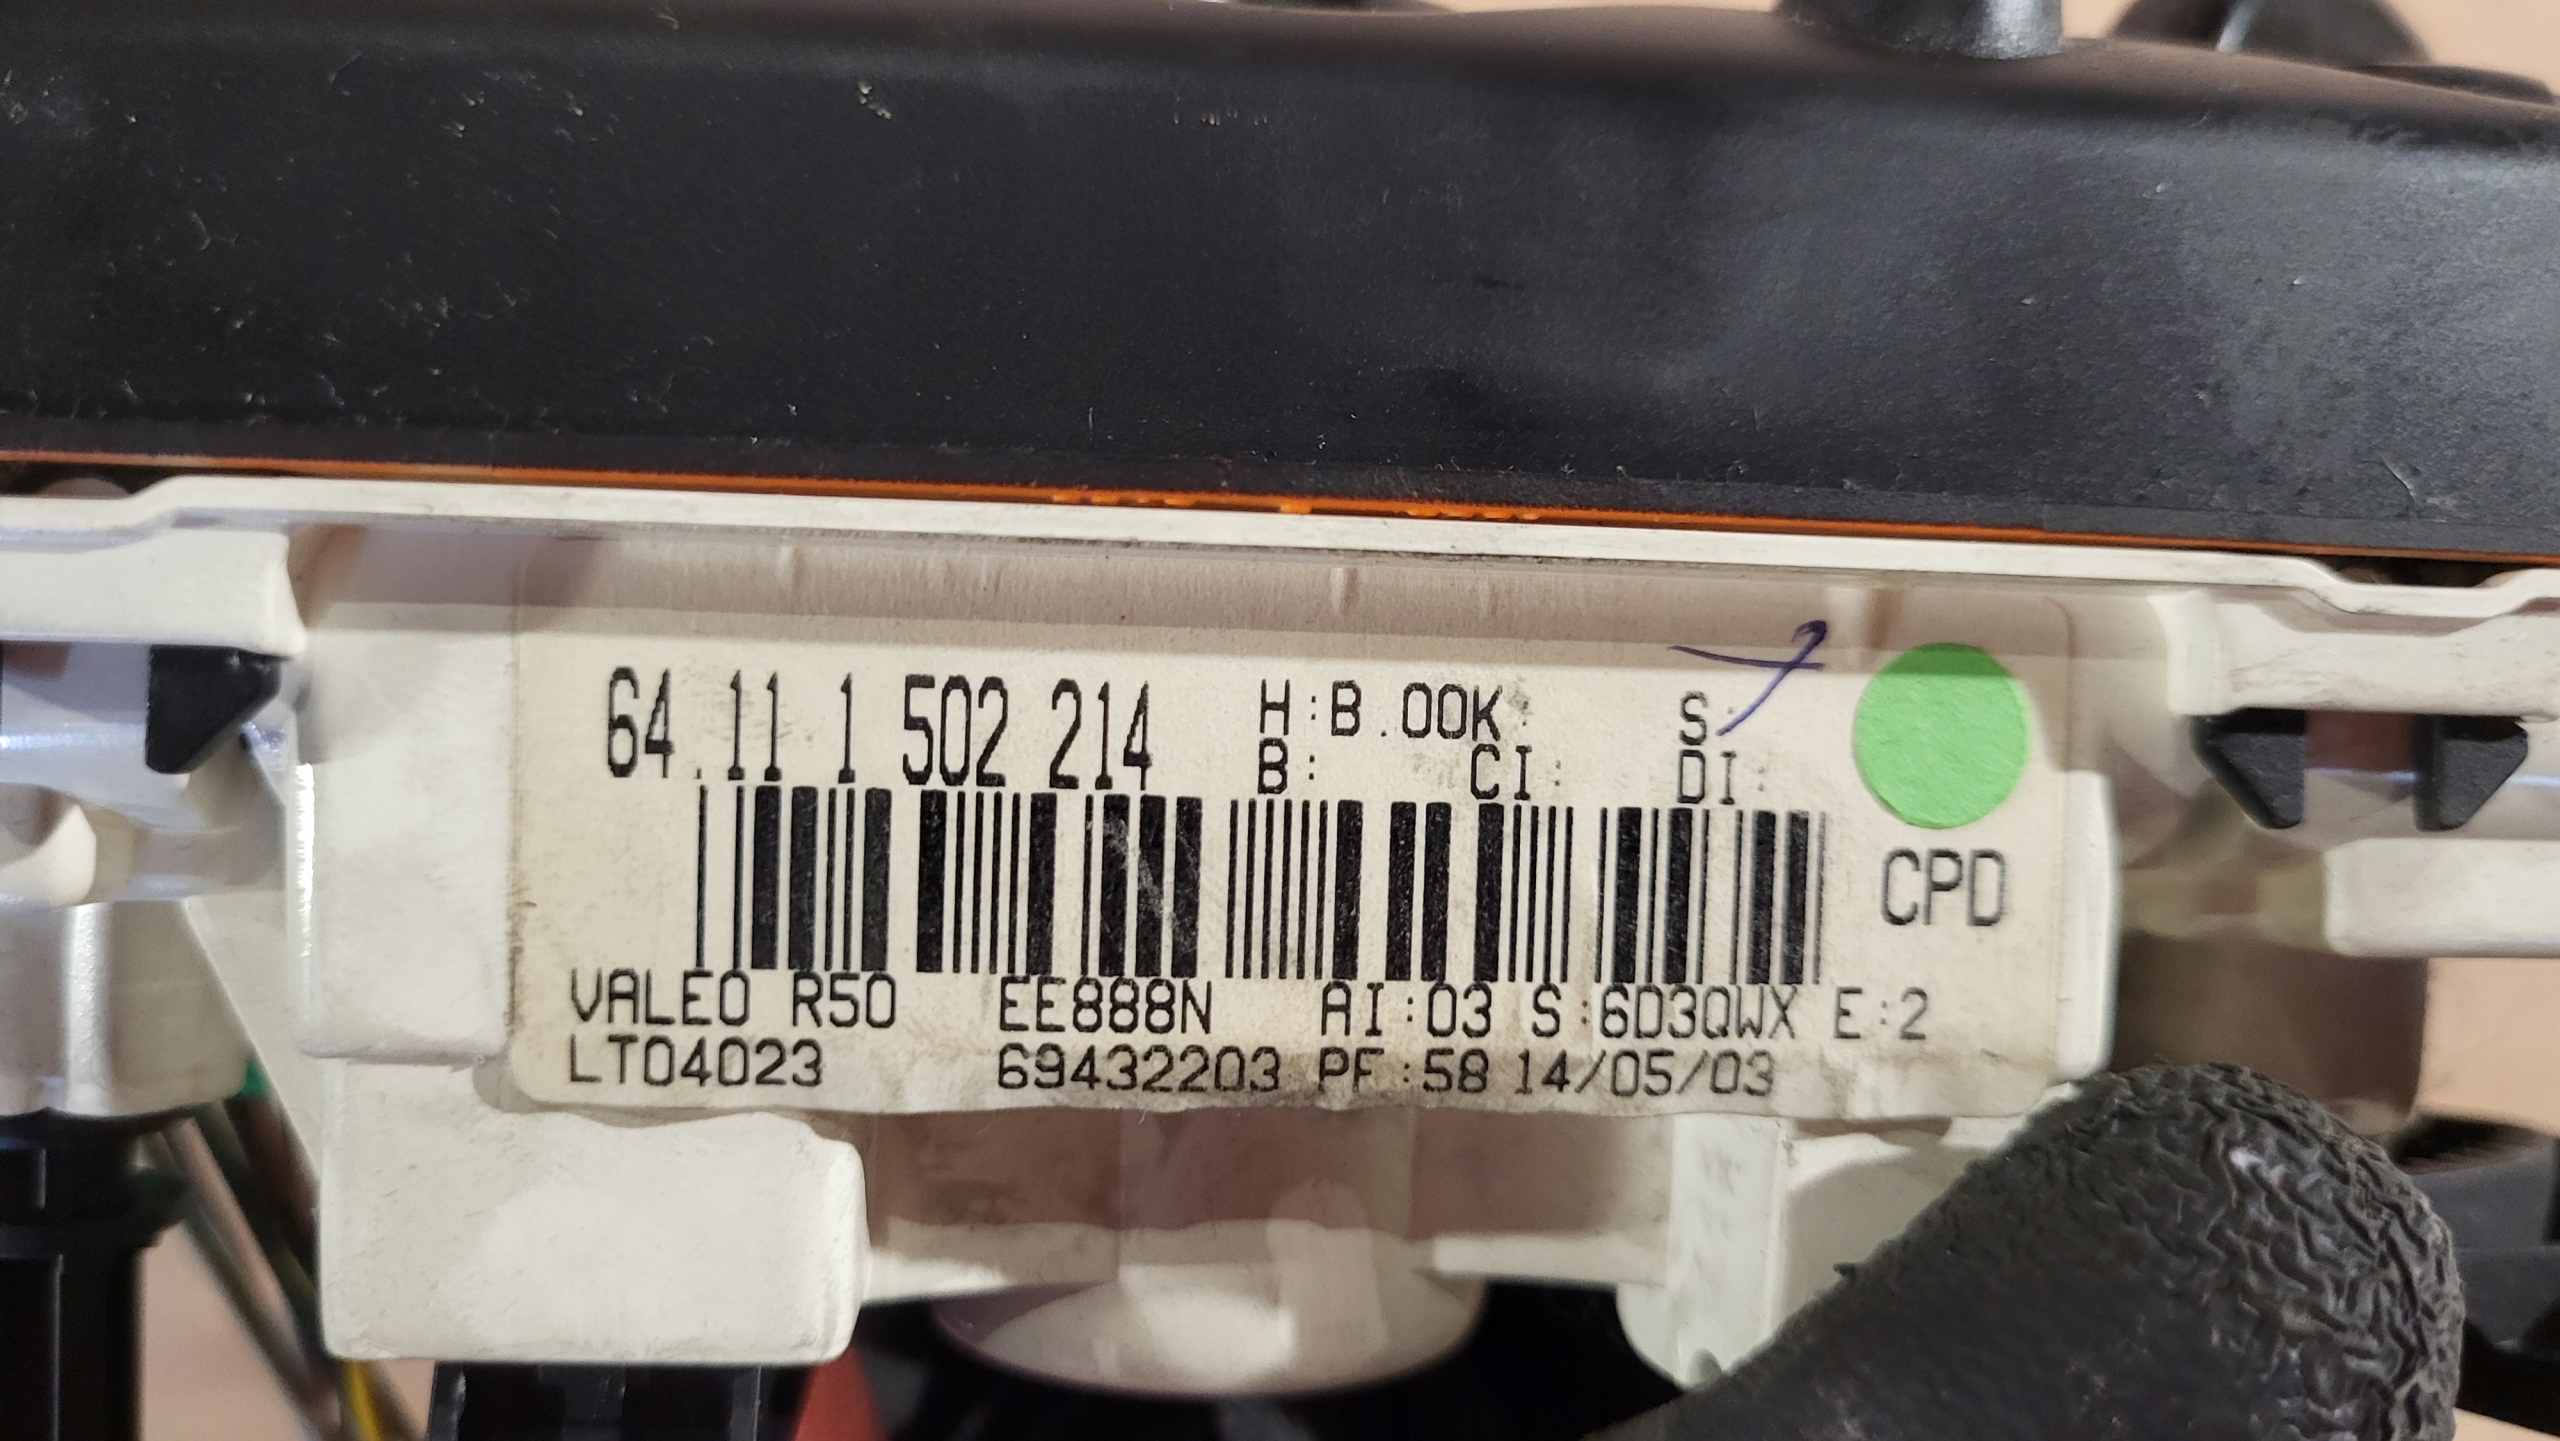 64.11 1 502 214 H:B.00K S:
B: CI: DI:
CPD
VALEO R50 EE888N AI:03 S:6D3QWX E:2
LT04023 69432203 PF:58 14/05/03